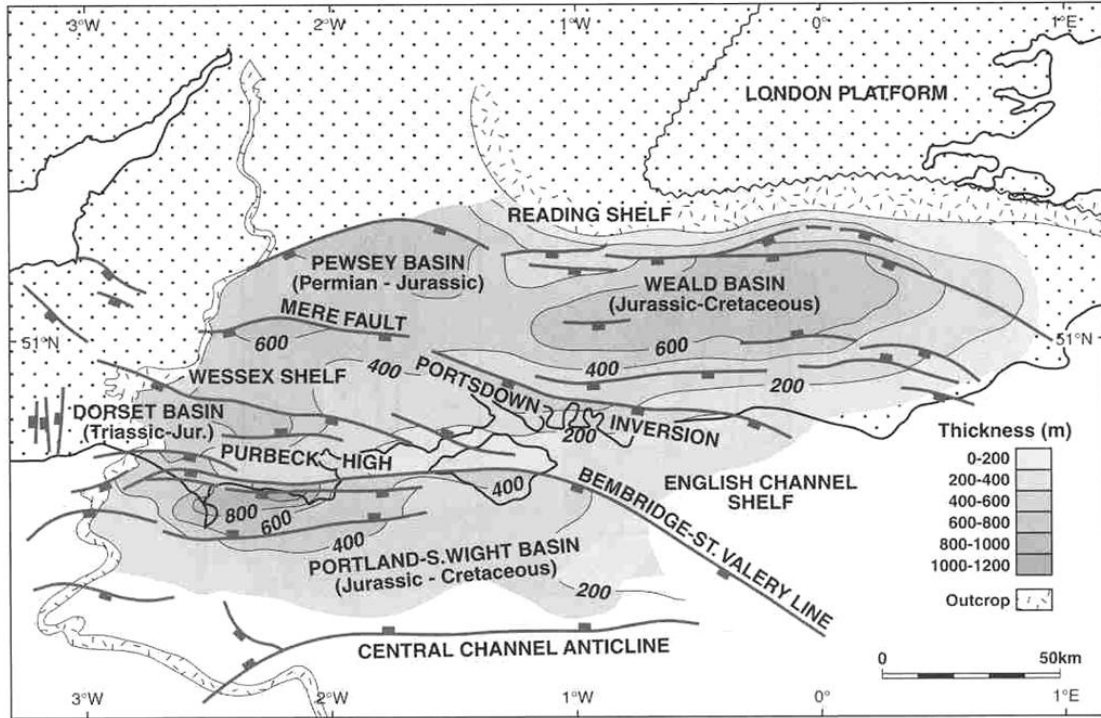 3°W 2°W 1°W 0° 1°E
LONDON PLATFORM
READING SHELF
PEWSEY BASIN
(Permian - Jurassic)
WEALD BASIN
(Jurassic-Cretaceous)
MERE FAULT
600
51°N
51°N
600
400
400
WESSEX SHELF
PORTSDOWN
INVERSION
200
DORSET BASIN
(Triassic-Jur.)
200
PURBECK HIGH
400
ENGLISH CHANNEL
SHELF
BEMBRIDGE-ST. VALERY LINE
800
600
400
PORTLAND-S.WIGHT BASIN
(Jurassic - Cretaceous)
200
CENTRAL CHANNEL ANTICLINE
Thickness (m)
0-200
200-400
400-600
600-800
800-1000
1000-1200
Outcrop
0 50km
3°W 2°W 1°W 0° 1°E